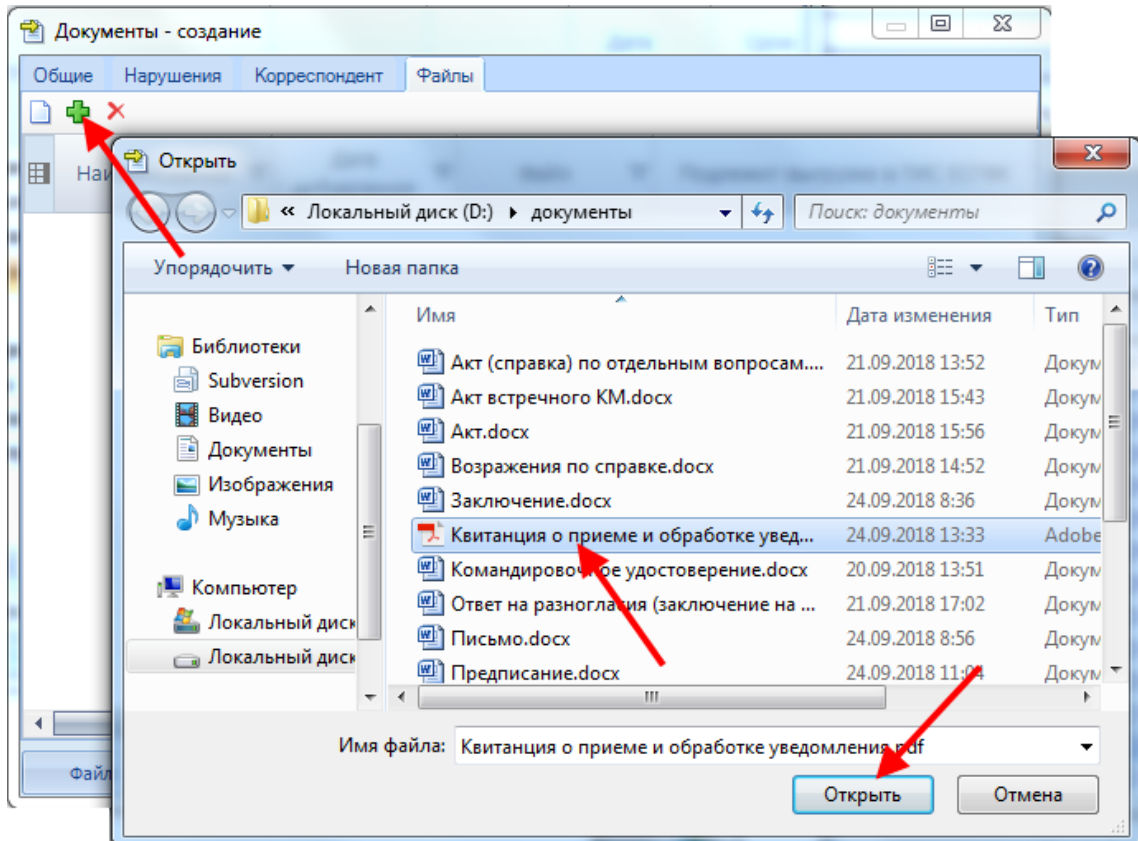 Документы - создание
Общие Нарушения Корреспондент Файлы
Открыть
« Локальный диск (D:) документы
Поиск: документы
Упорядочить Новая папка
Имя Дата изменения Тип
Библиотеки
Subversion
Видео
Документы
Изображения
Музыка
Компьютер
Локальный диск
Локальный диск
Акт (справка) по отдельным вопросам.... 21.09.2018 13:52 Докум
Акт встречного КМ.docx 21.09.2018 15:43 Докум
Акт.docx 21.09.2018 15:56 Докум
Возражения по справке.docx 21.09.2018 14:52 Докум
Заключение.docx 24.09.2018 8:36 Докум
Квитанция о приеме и обработке увед... 24.09.2018 13:33 Adobe
Командировочное удостоверение.docx 20.09.2018 13:51 Докум
Ответ на разногласия (заключение на ... 21.09.2018 17:02 Докум
Письмо.docx 24.09.2018 8:56 Докум
Предписание.docx 24.09.2018 11:04 Докум
Имя файла: Квитанция о приеме и обработке уведомления.pdf
Файл
Открыть Отмена